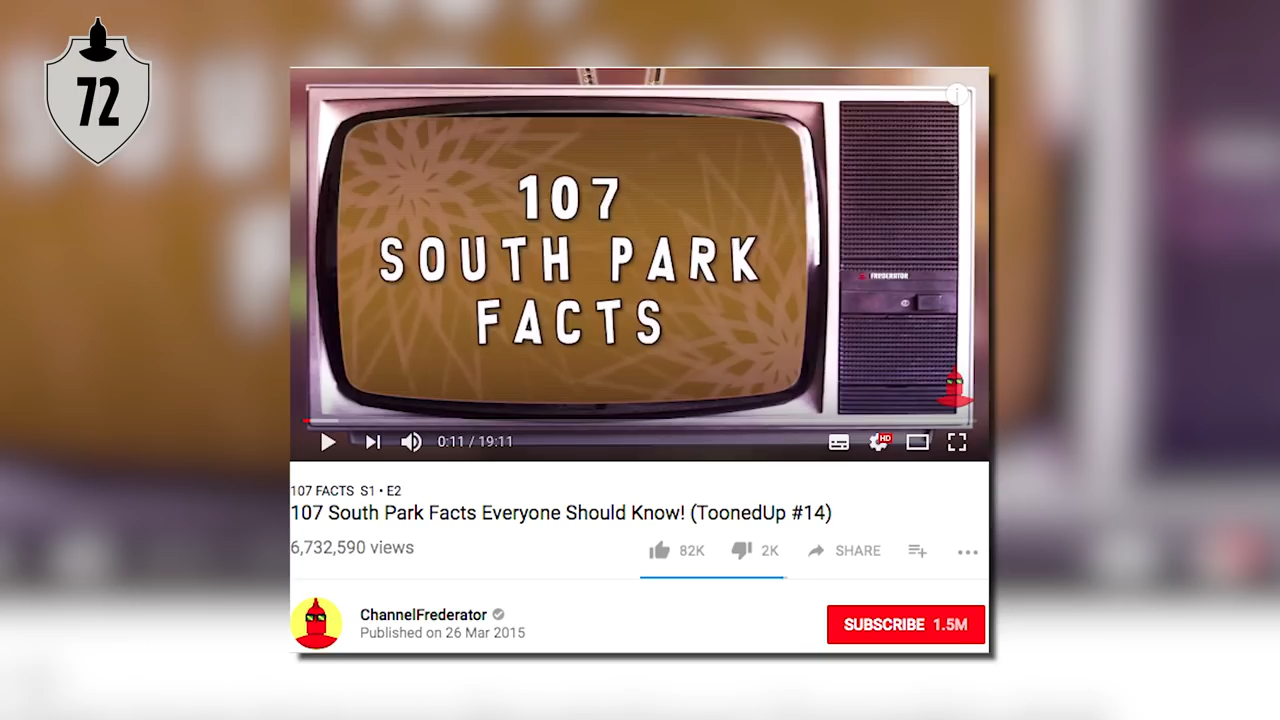 72
107
SOUTH PARK
FACTS
FREDERATOR
HD
0:11 / 19:11
107 FACTS S1 • E2
107 South Park Facts Everyone Should Know! (ToonedUp #14)
6,732,590 views
82K
2K
SHARE
ChannelFrederator
Published on 26 Mar 2015
SUBSCRIBE 1.5M